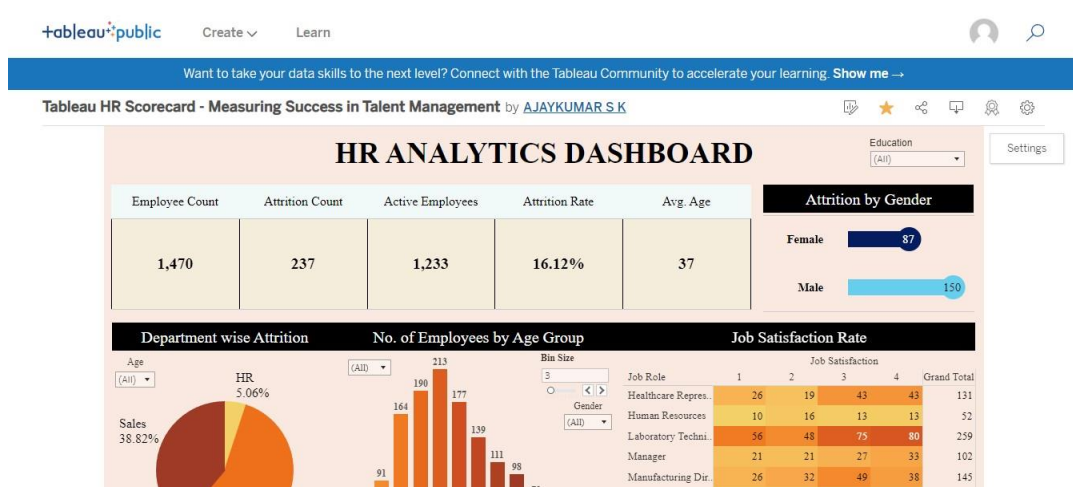 +ableau+public
Create
Learn
Want to take your data skills to the next level? Connect with the Tableau Community to accelerate your learning. Show me →
Tableau HR Scorecard - Measuring Success in Talent Management by AJAYKUMAR S K
Settings
HR ANALYTICS DASHBOARD
Education
(All)
Employee Count Attrition Count Active Employees Attrition Rate Avg. Age
1,470 237 1,233 16.12% 37
Attrition by Gender
Female 87
Male 150
Department wise Attrition
Age
(All)
HR
5.06%
Sales
38.82%
No. of Employees by Age Group
(All)
91
164
190
213
177
139
111
98
Bin Size
3
Gender
(All)
Job Satisfaction Rate
Job Satisfaction
Job Role 1 2 3 4 Grand Total
Healthcare Repres.. 26 19 43 43 131
Human Resources 10 16 13 13 52
Laboratory Techni.. 56 48 75 80 259
Manager 21 21 27 33 102
Manufacturing Dir.. 26 32 49 38 145